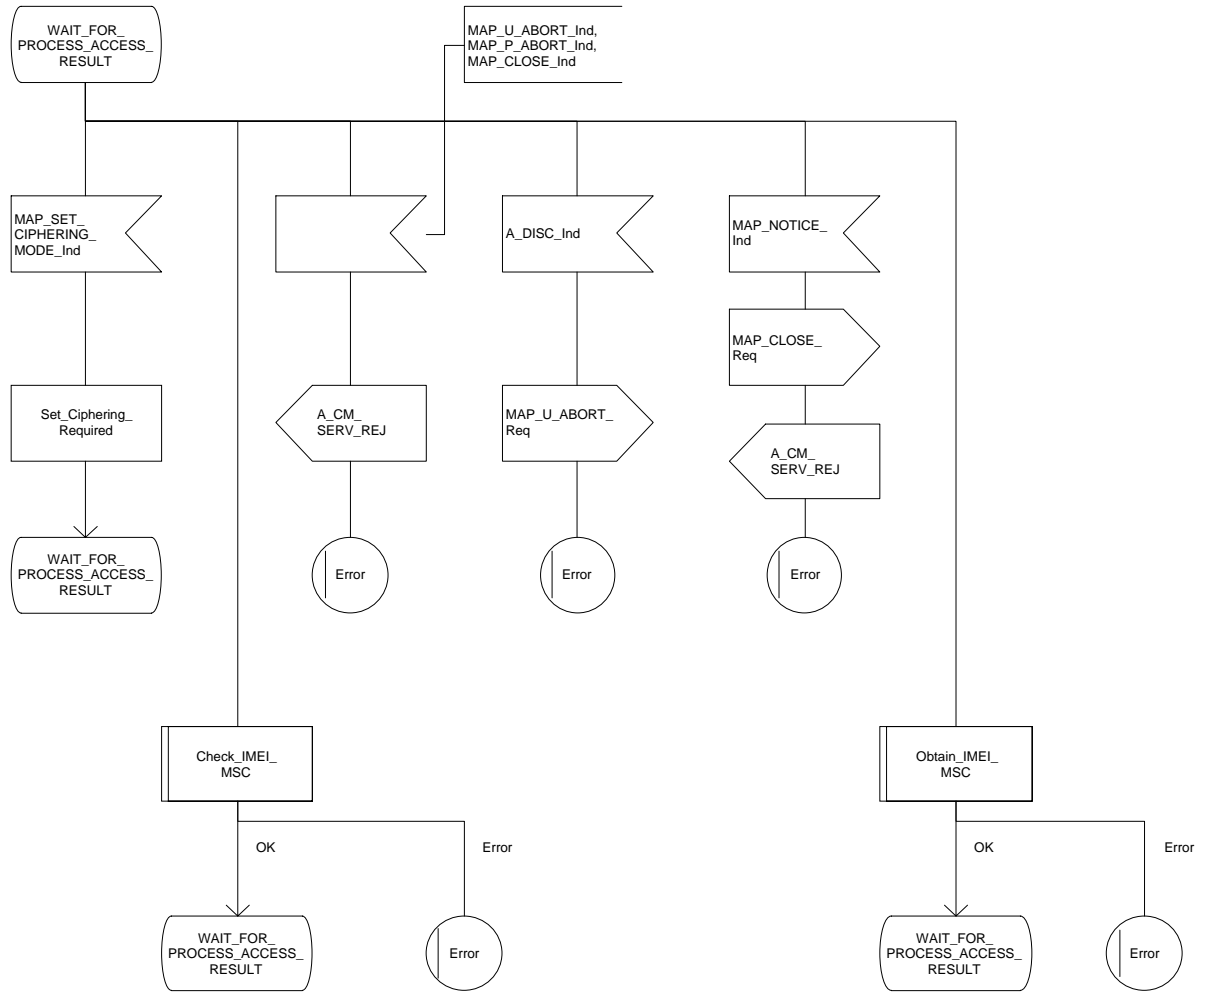 WAIT_FOR_
PROCESS_ACCESS_
RESULT
MAP_U_ABORT_Ind,
MAP_P_ABORT_Ind,
MAP_CLOSE_Ind
MAP_SET_
CIPHERING_
MODE_Ind
A_DISC_Ind
MAP_NOTICE_
Ind
MAP_CLOSE_
Req
Set_Ciphering_
Required
A_CM_
SERV_REJ
MAP_U_ABORT_
Req
A_CM_
SERV_REJ
WAIT_FOR_
PROCESS_ACCESS_
RESULT
Error
Error
Error
Check_IMEI_
MSC
Obtain_IMEI_
MSC
OK
Error
OK
Error
WAIT_FOR_
PROCESS_ACCESS_
RESULT
Error
WAIT_FOR_
PROCESS_ACCESS_
RESULT
Error